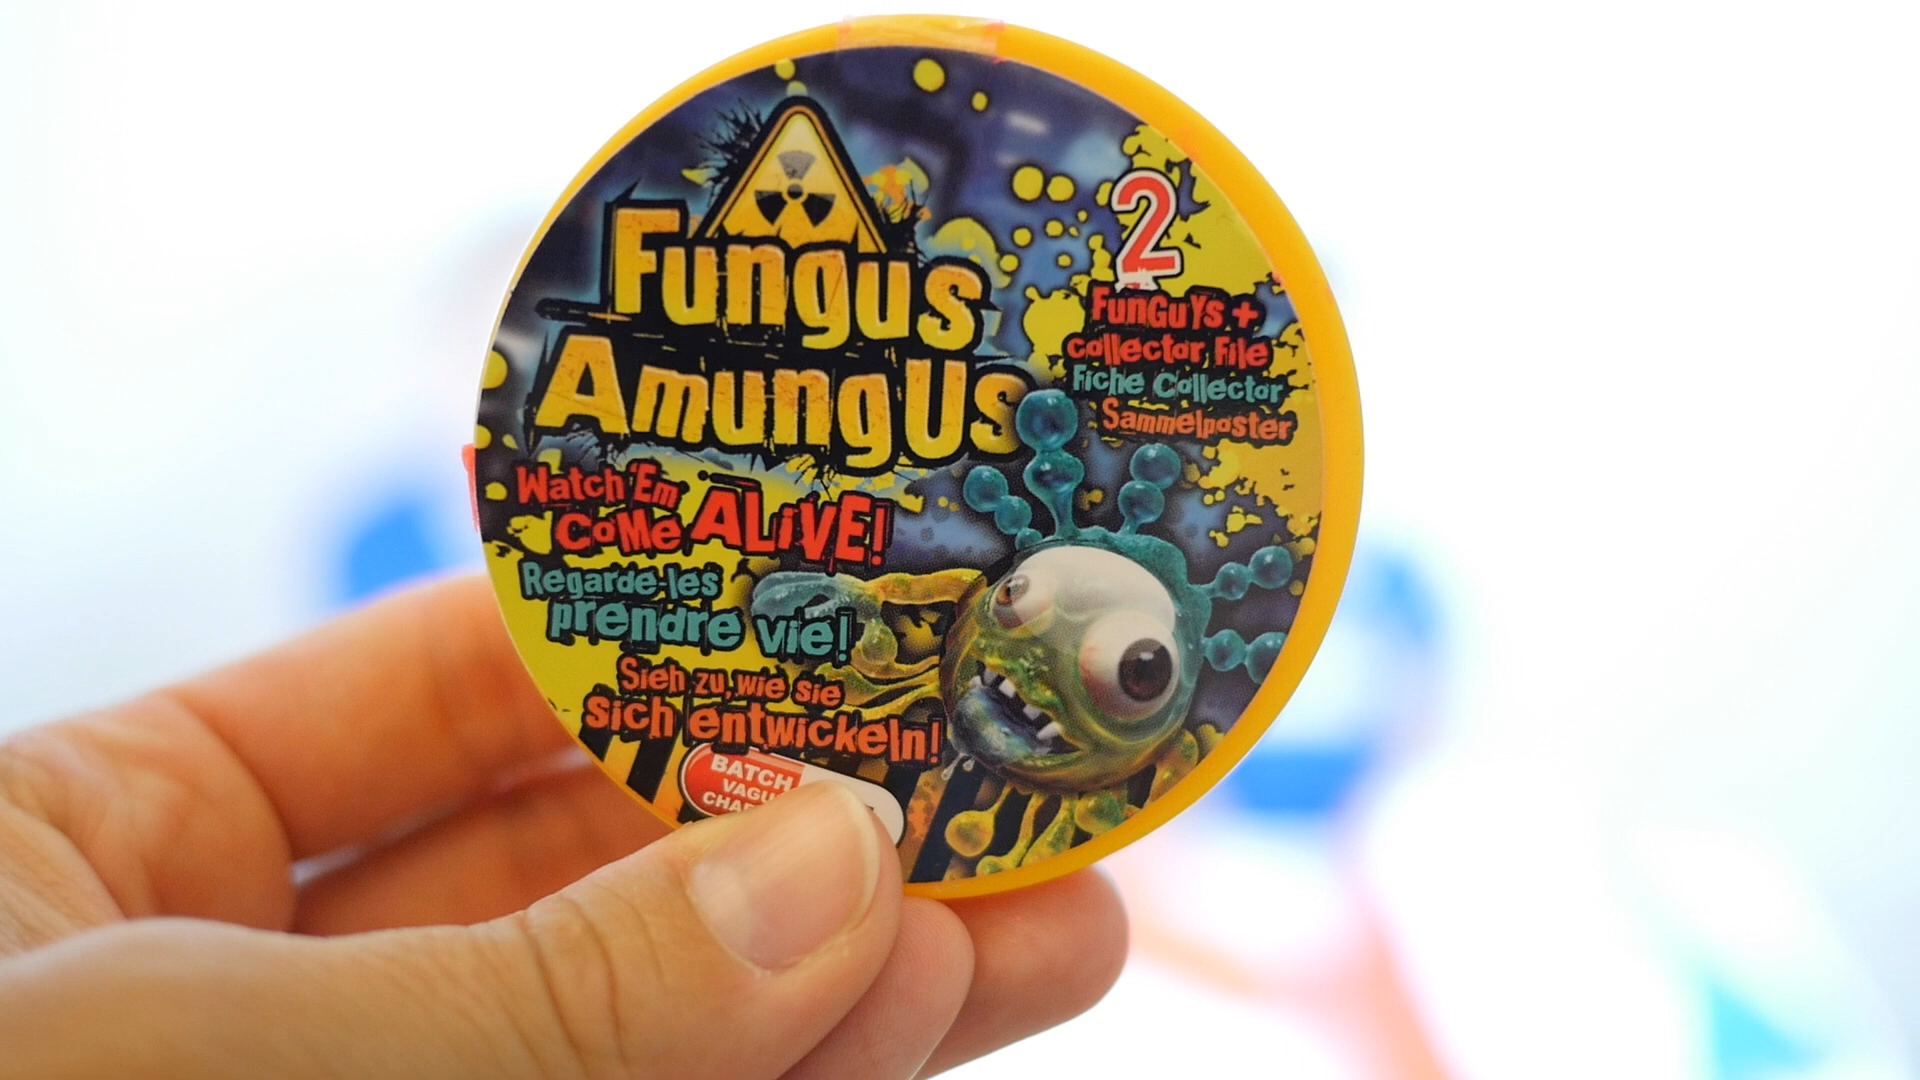 Fungus
AmungUs
2
FunGuYs +
collector File
Fiche Collector
Sammelposter
Watch 'Em
CoMe ALiVE!
Regarde-les
prendre vie!
Sieh zu, wie sie
sich entwickeln!
BATCH